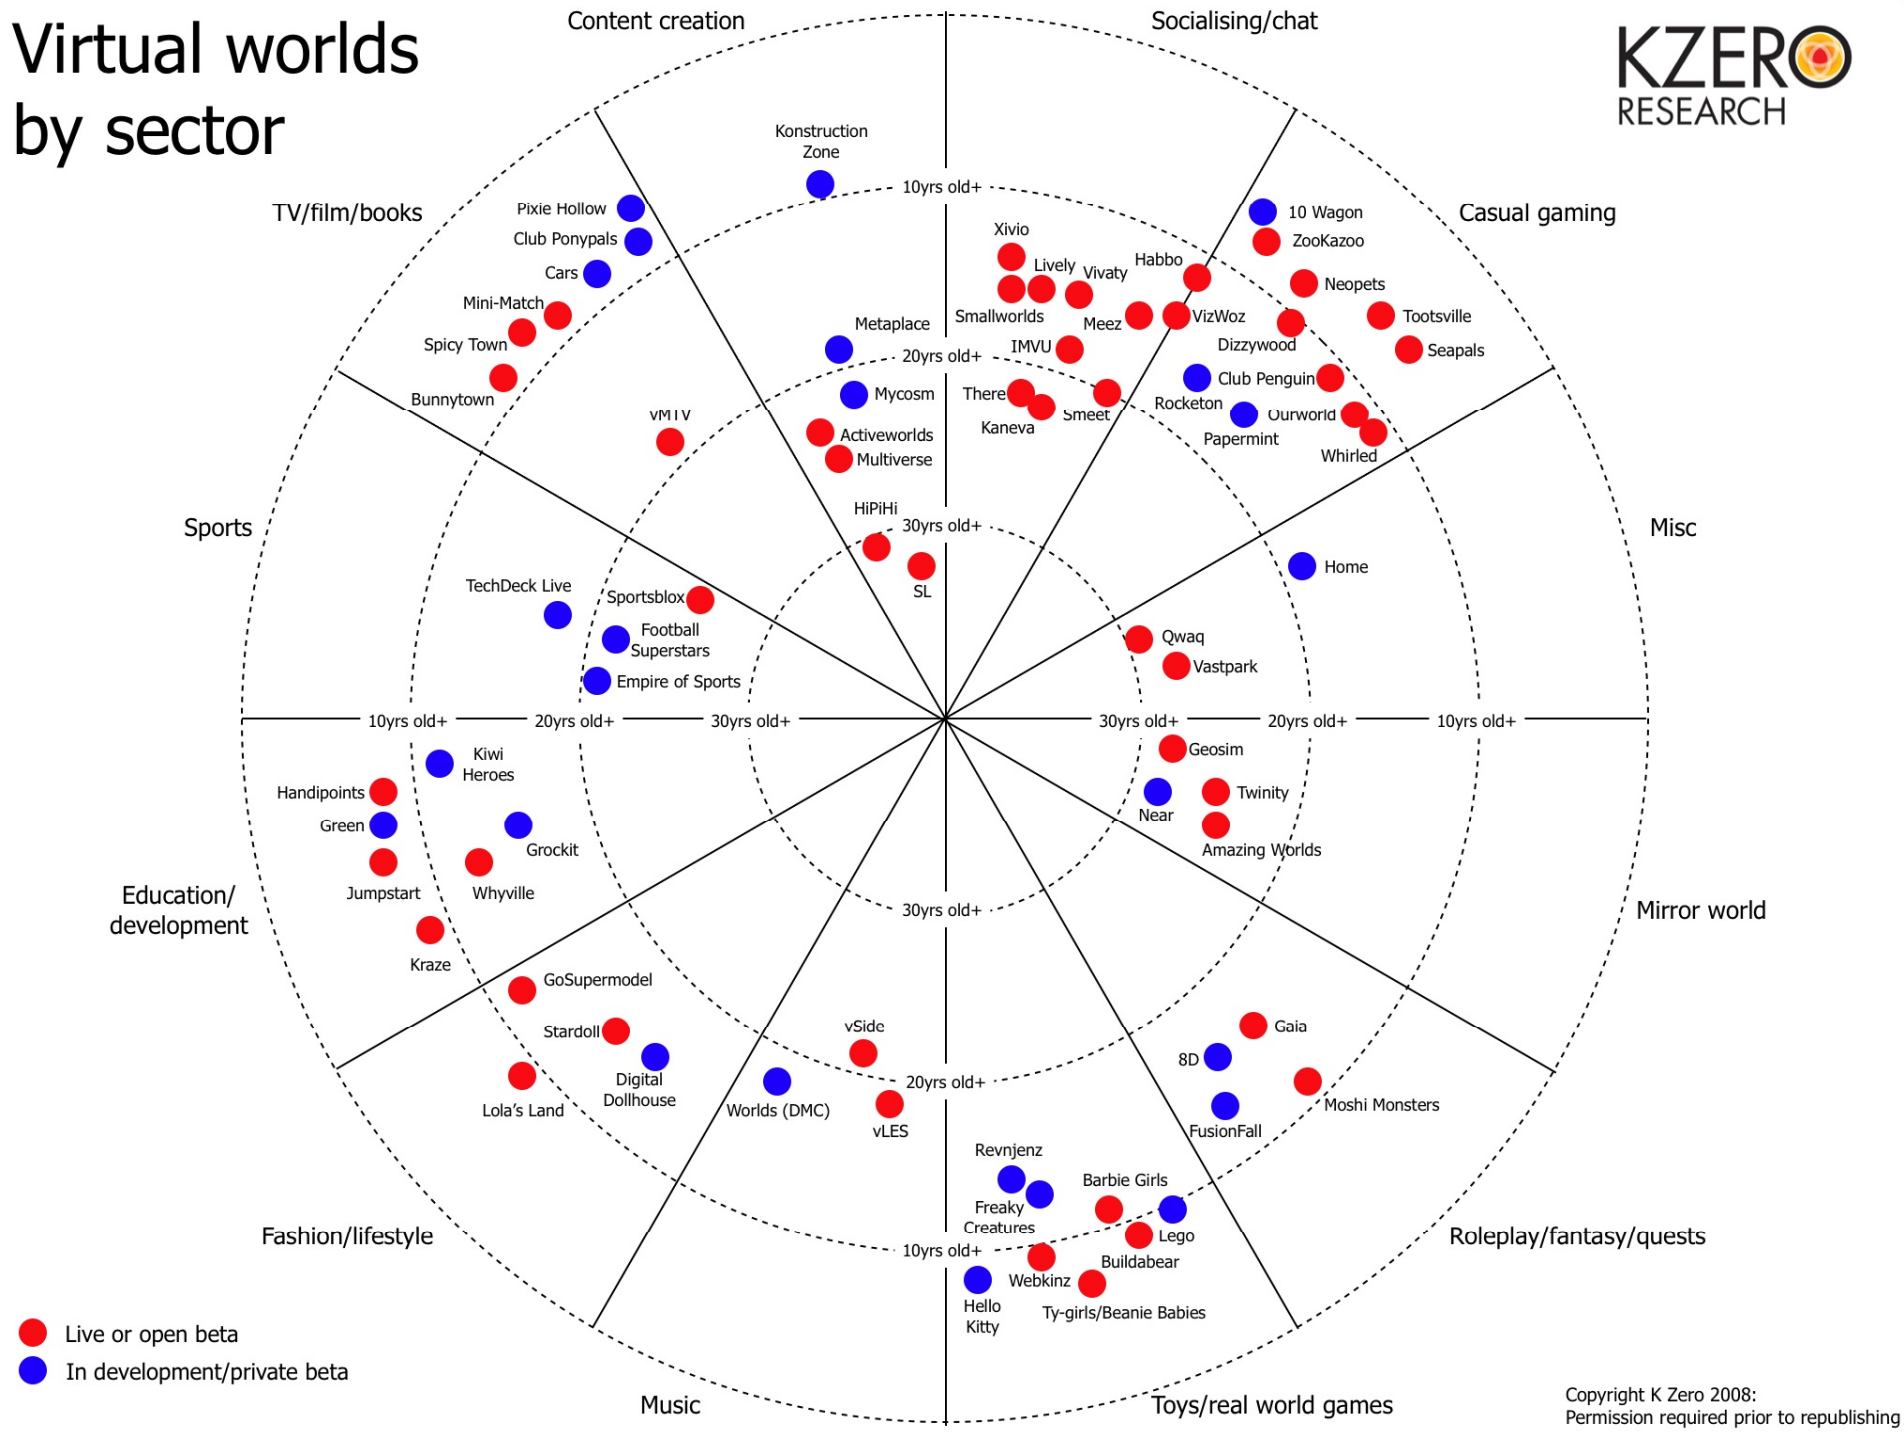 Virtual worlds
by sector
Content creation
Socialising/chat
KZERO
RESEARCH
Konstruction
Zone
10yrs old+
TV/film/books
Pixie Hollow
Club Ponypals
Cars
Mini-Match
Spicy Town
Bunnytown
10 Wagon
ZooKazoo
Casual gaming
Neopets
Tootsville
Seapals
Xivio
Lively
Vivaty
Habbo
Smallworlds
Meez
VizWoz
IMVU
Dizzywood
Metaplace
20yrs old+
There
Kaneva
Smeet
Rocketon
Club Penguin
Papermint
Ourworld
Whirled
Mycosm
Activeworlds
Multiverse
vMTV
HiPiHi
30yrs old+
SL
Sports
Misc
TechDeck Live
Sportsblox
Football
Superstars
Empire of Sports
Home
Qwaq
Vastpark
10yrs old+
20yrs old+
30yrs old+
30yrs old+
20yrs old+
10yrs old+
Kiwi
Heroes
Handipoints
Green
Grockit
Jumpstart
Whyville
Kraze
Education/
development
Geosim
Near
Twinity
Amazing Worlds
Mirror world
30yrs old+
GoSupermodel
Stardoll
Digital
Dollhouse
Lola's Land
vSide
Worlds (DMC)
vLES
20yrs old+
Gaia
8D
Moshi Monsters
FusionFall
Revnjenz
Freaky
Creatures
Barbie Girls
Lego
Buildabear
10yrs old+
Webkinz
Hello
Kitty
Ty-girls/Beanie Babies
Fashion/lifestyle
Roleplay/fantasy/quests
Live or open beta
In development/private beta
Music
Toys/real world games
Copyright K Zero 2008:
Permission required prior to republishing